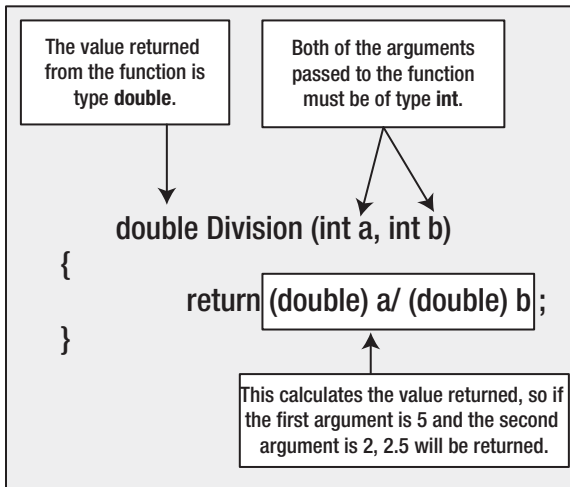 The value returned
from the function is
type double.
Both of the arguments
passed to the function
must be of type int.
double Division (int a, int b)
{
return (double) a/ (double) b ;
}
This calculates the value returned, so if
the first argument is 5 and the second
argument is 2, 2.5 will be returned.